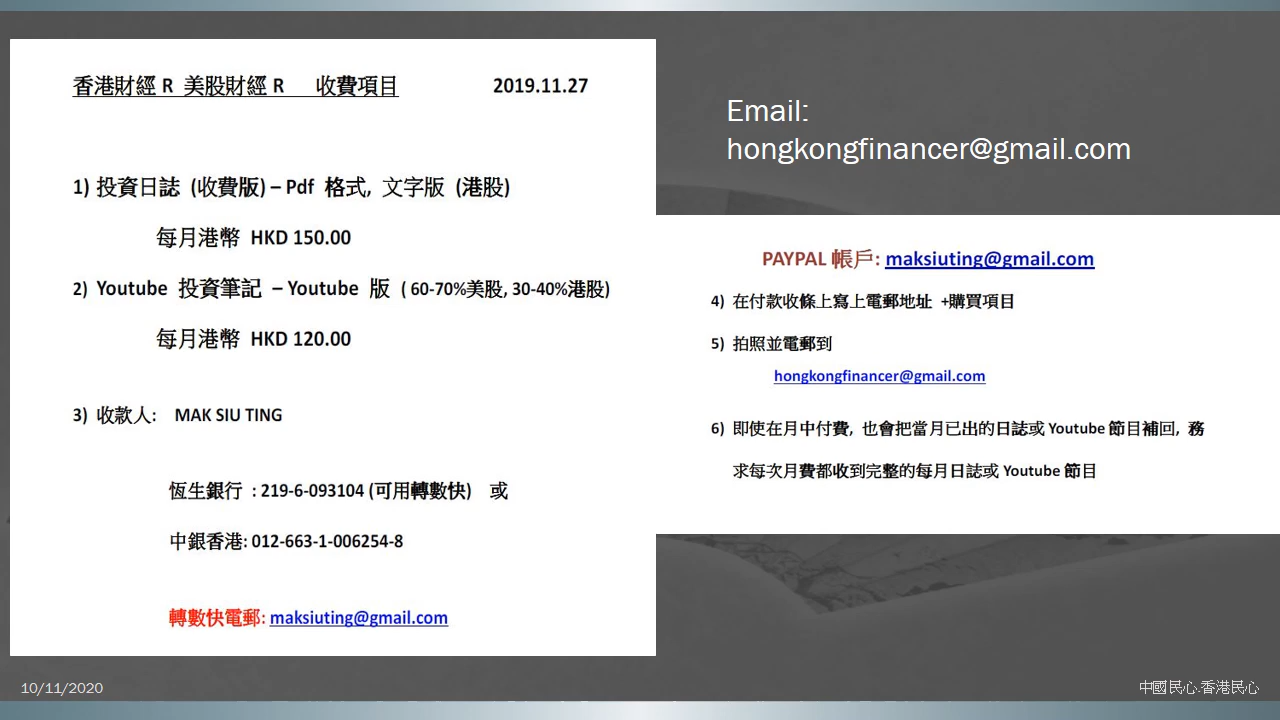 香港財經 R 美股財經 R 收費項目 2019.11.27
1) 投資日誌 (收費版) – Pdf 格式, 文字版 (港股)
每月港幣 HKD 150.00
2) Youtube 投資筆記 – Youtube 版 ( 60-70%美股, 30-40%港股)
每月港幣 HKD 120.00
3) 收款人: MAK SIU TING
恆生銀行 : 219-6-093104 (可用轉數快) 或
中銀香港: 012-663-1-006254-8
轉數快電郵: maksiuting@gmail.com
Email:
hongkongfinancer@gmail.com
PAYPAL 帳戶: maksiuting@gmail.com
4) 在付款收條上寫上電郵地址 +購買項目
5) 拍照並電郵到
hongkongfinancer@gmail.com
6) 即使在月中付費, 也會把當月已出的日誌或 Youtube 節目補回, 務
求每次月費都收到完整的每月日誌或 Youtube 節目
10/11/2020
中國民心.香港民心